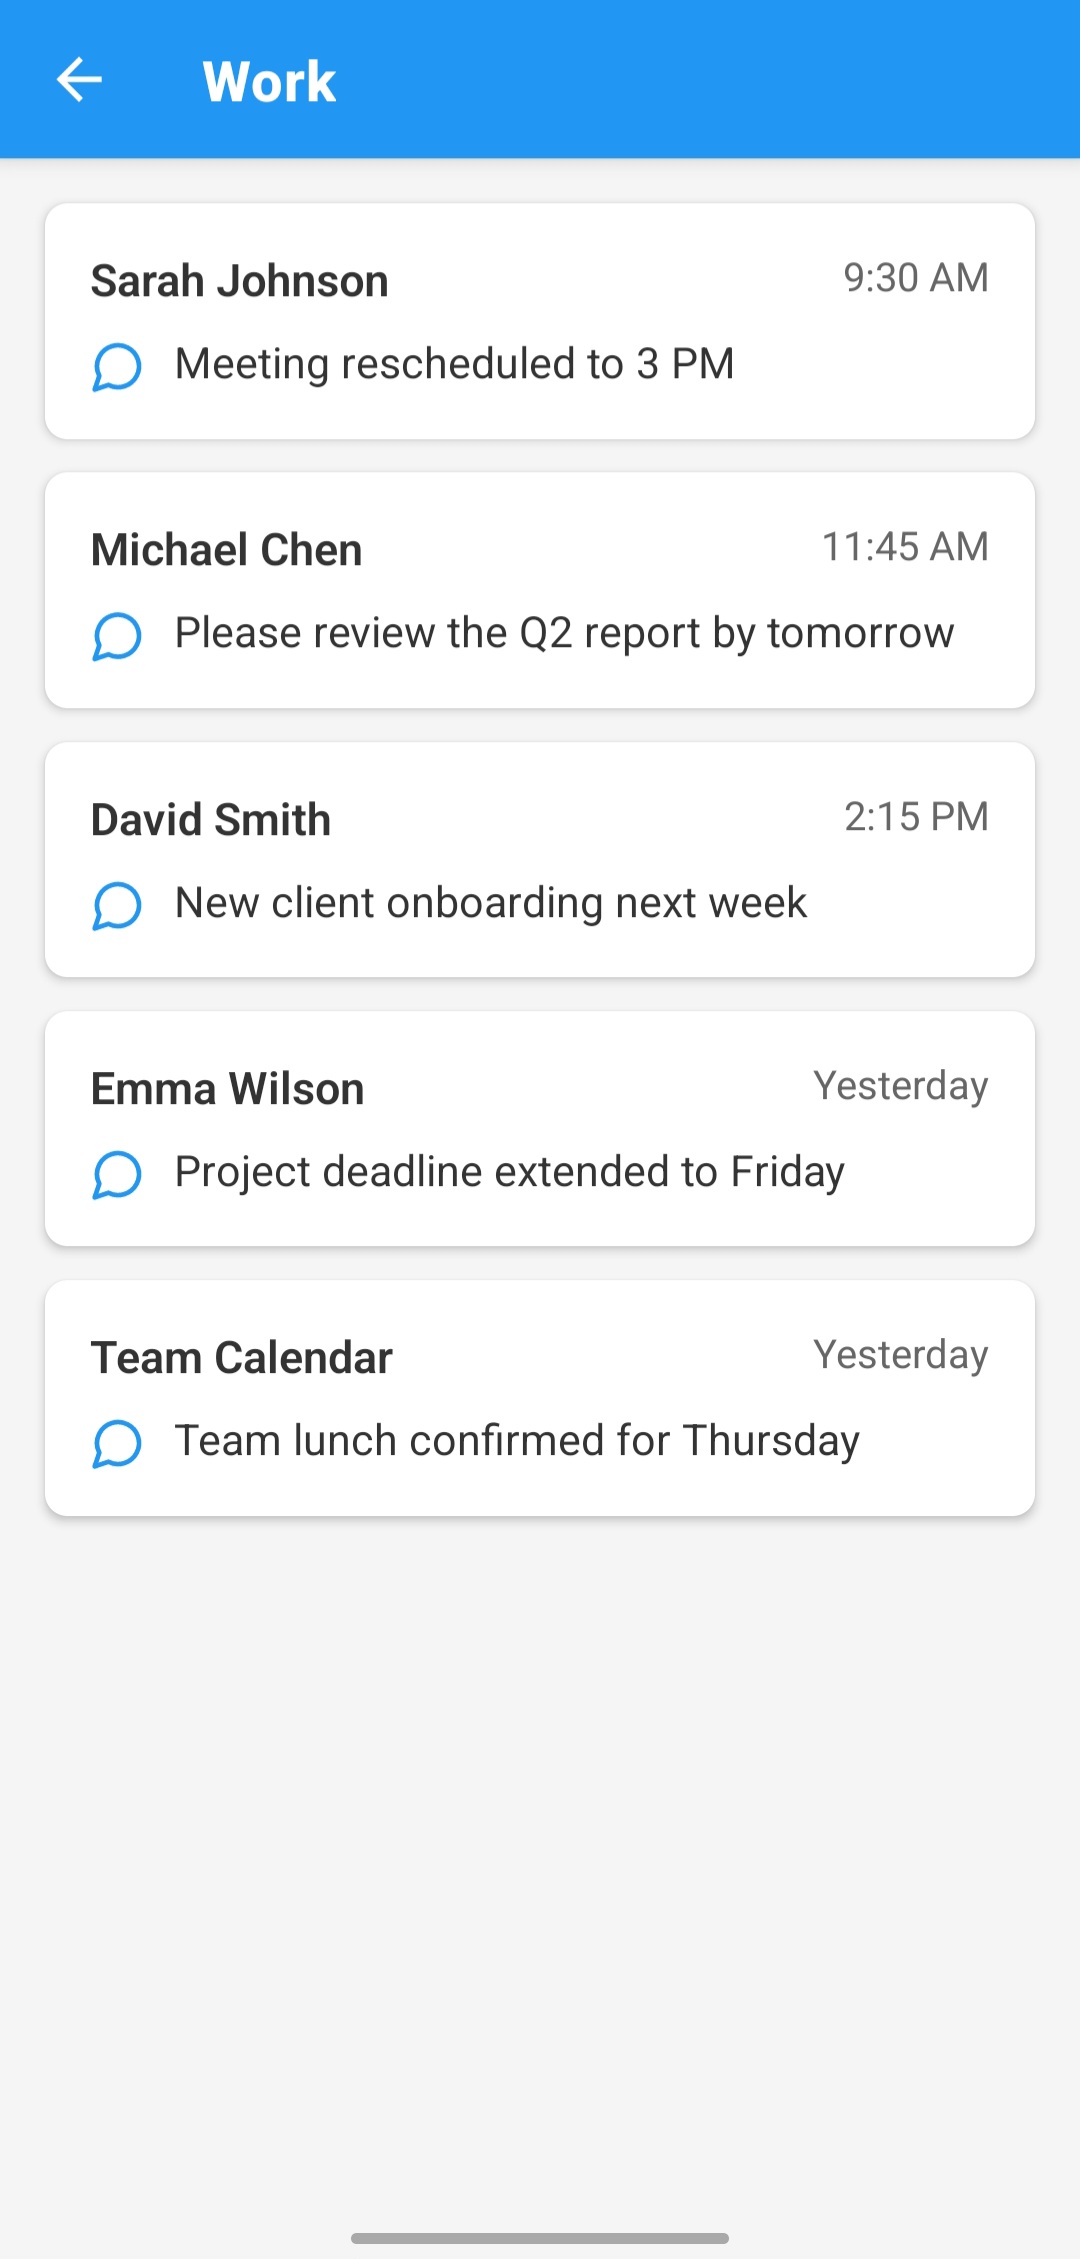 Work
Sarah Johnson
9:30 AM
Meeting rescheduled to 3 PM
Michael Chen
11:45 AM
Please review the Q2 report by tomorrow
David Smith
2:15 PM
New client onboarding next week
Emma Wilson
Yesterday
Project deadline extended to Friday
Team Calendar
Yesterday
Team lunch confirmed for Thursday